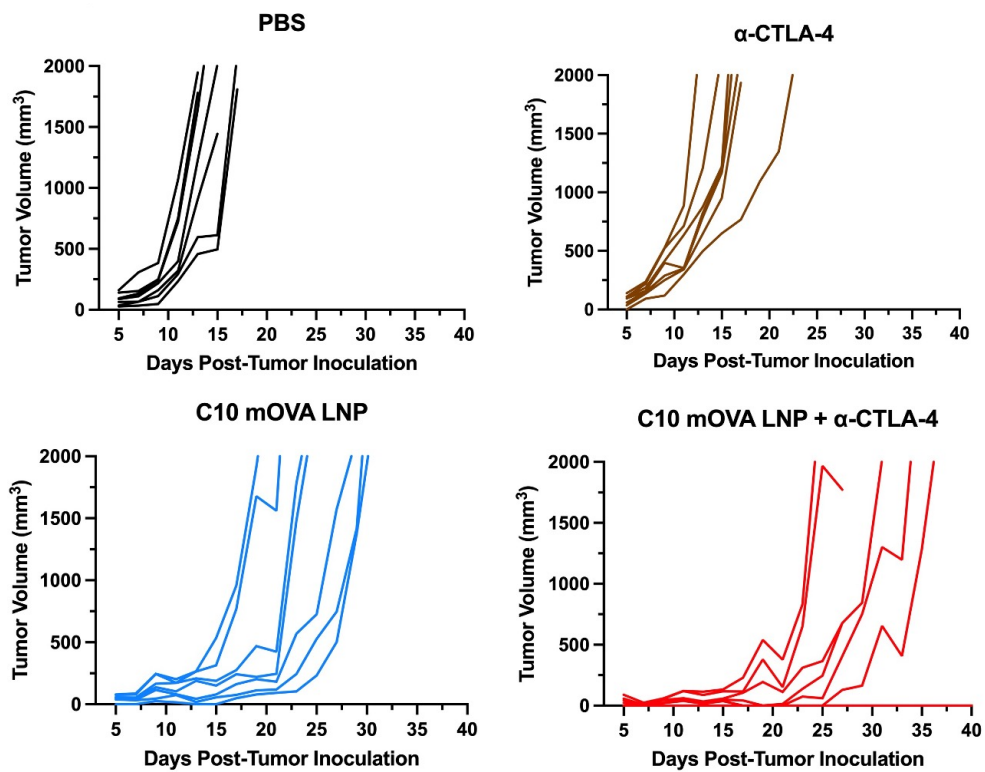 PBS
2000
1500
1000
500
0
Tumor Volume (mm³)
5 10 15 20 25 30 35 40
Days Post-Tumor Inoculation
α-CTLA-4
2000
1500
1000
500
0
Tumor Volume (mm³)
5 10 15 20 25 30 35 40
Days Post-Tumor Inoculation
C10 mOVA LNP
2000
1500
1000
500
0
Tumor Volume (mm³)
5 10 15 20 25 30 35 40
Days Post-Tumor Inoculation
C10 mOVA LNP + α-CTLA-4
2000
1500
1000
500
0
Tumor Volume (mm³)
5 10 15 20 25 30 35 40
Days Post-Tumor Inoculation